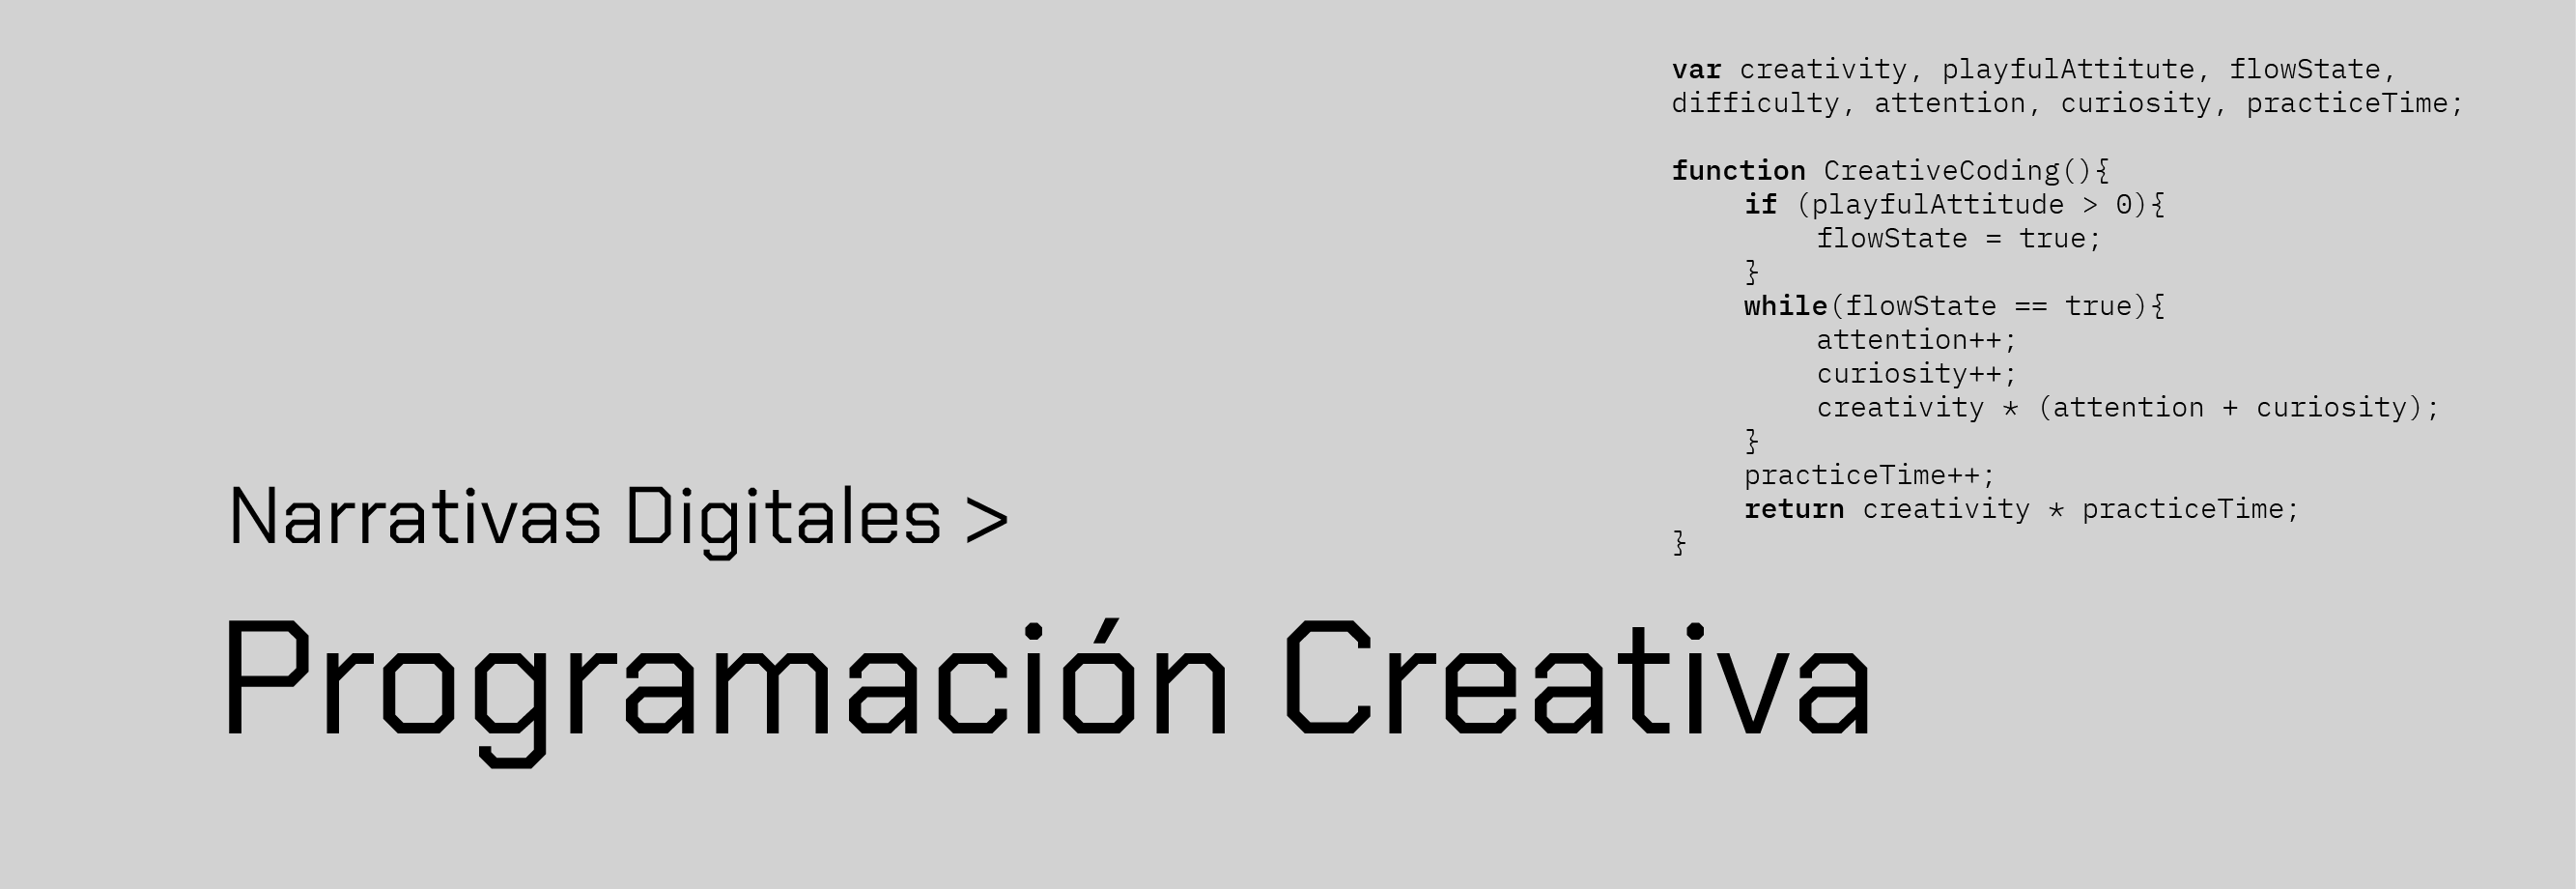 var creativity, playfulAttitute, flowState,
difficulty, attention, curiosity, practiceTime;
function CreativeCoding(){
if (playfulAttitude > 0){
flowState = true;
}
while(flowState == true){
attention++;
curiosity++;
creativity * (attention + curiosity);
}
practiceTime++;
return creativity * practiceTime;
}
Narrativas Digitales >
Programación Creativa